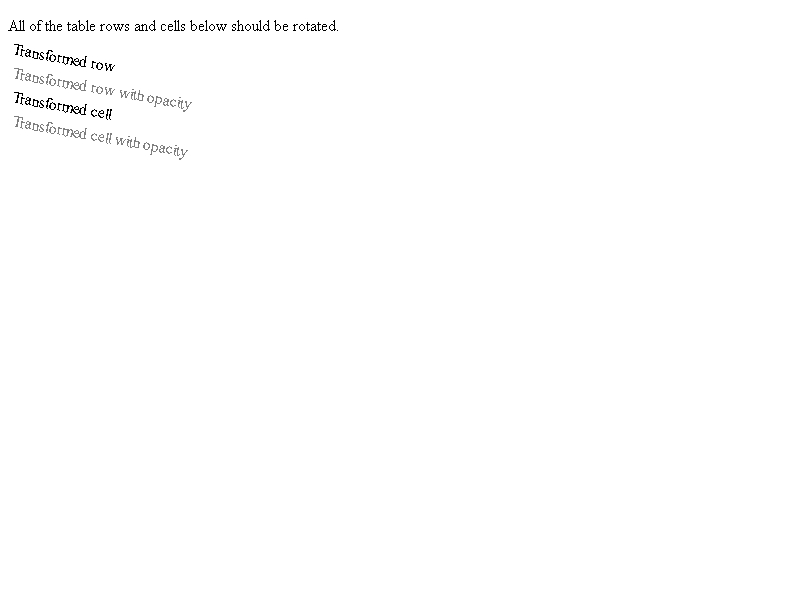 All of the table rows and cells below should be rotated.
Transformed row
Transformed row with opacity
Transformed cell
Transformed cell with opacity